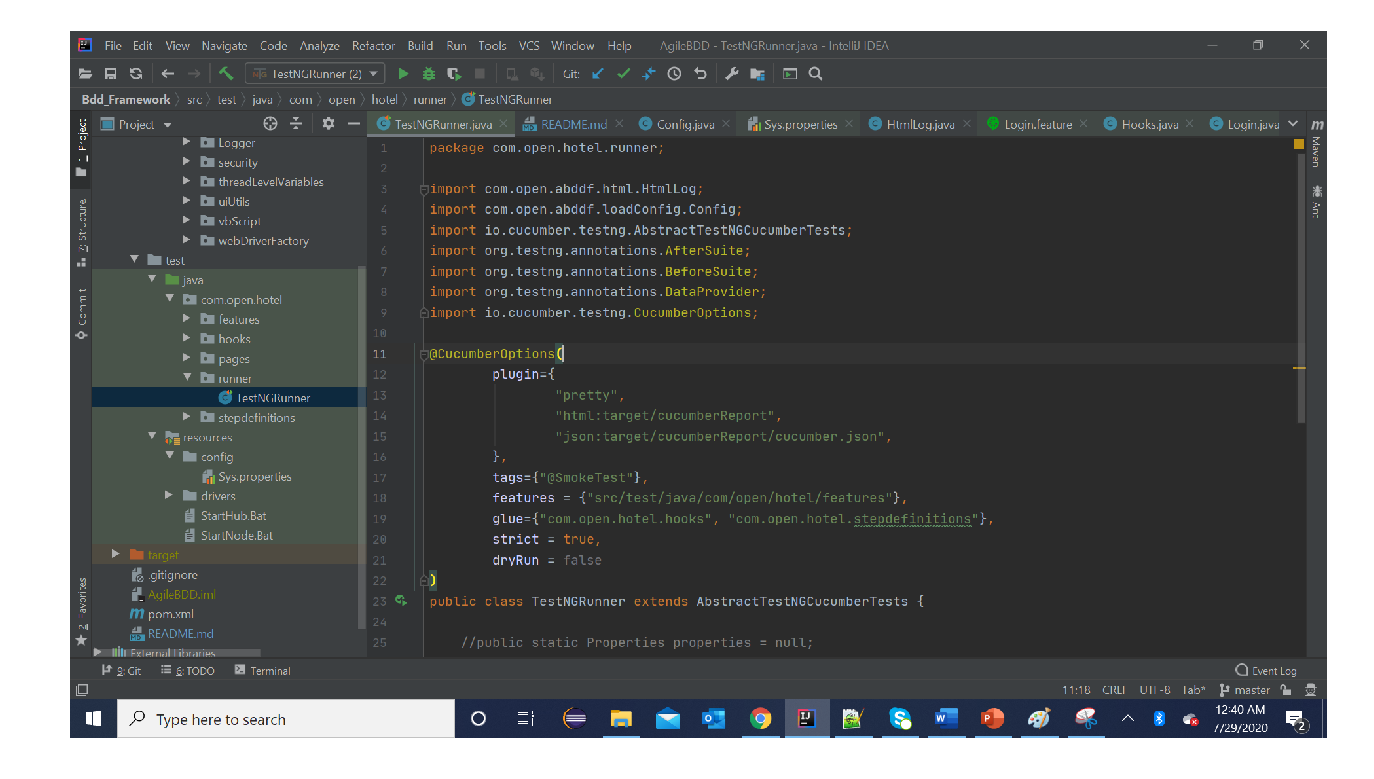 File Edit View Navigate Code Analyze Refactor Build Run Tools VCS Window Help AgileBDD - TestNGRunner.java - IntelliJ IDEA
TestNGRunner (2) Git:
Bdd_Framework src test java com open hotel runner TestNGRunner
Project
TestNGRunner.java README.md Config.java Sys.properties HtmlLog.java Login.feature Hooks.java Login.java
Logger
security
threadLevelVariables
uiUtils
vbScript
webDriverFactory
test
java
com.open.hotel
features
hooks
pages
runner
TestNGRunner
stepdefinitions
resources
config
Sys.properties
drivers
StartHub.Bat
StartNode.Bat
target
.gitignore
AgileBDD.iml
pom.xml
README.md
External Libraries
1: Project
7: Structure
Commit
2: Favorites
1 package com.open.hotel.runner;
2
3 import com.open.abddf.html.HtmlLog;
4 import com.open.abddf.loadConfig.Config;
5 import io.cucumber.testng.AbstractTestNGCucumberTests;
6 import org.testng.annotations.AfterSuite;
7 import org.testng.annotations.BeforeSuite;
8 import org.testng.annotations.DataProvider;
9 import io.cucumber.testng.CucumberOptions;
10
11 @CucumberOptions(
12 plugin={
13 "pretty",
14 "html:target/cucumberReport",
15 "json:target/cucumberReport/cucumber.json",
16 },
17 tags={"@SmokeTest"},
18 features = {"src/test/java/com/open/hotel/features"},
19 glue={"com.open.hotel.hooks", "com.open.hotel.stepdefinitions"},
20 strict = true,
21 dryRun = false
22 )
23 public class TestNGRunner extends AbstractTestNGCucumberTests {
24
25 //public static Properties properties = null;
Maven
Ant
9: Git 6: TODO Terminal Event Log
11:18 CRLF UTF-8 Tab* master
Type here to search
12:40 AM
7/29/2020
2